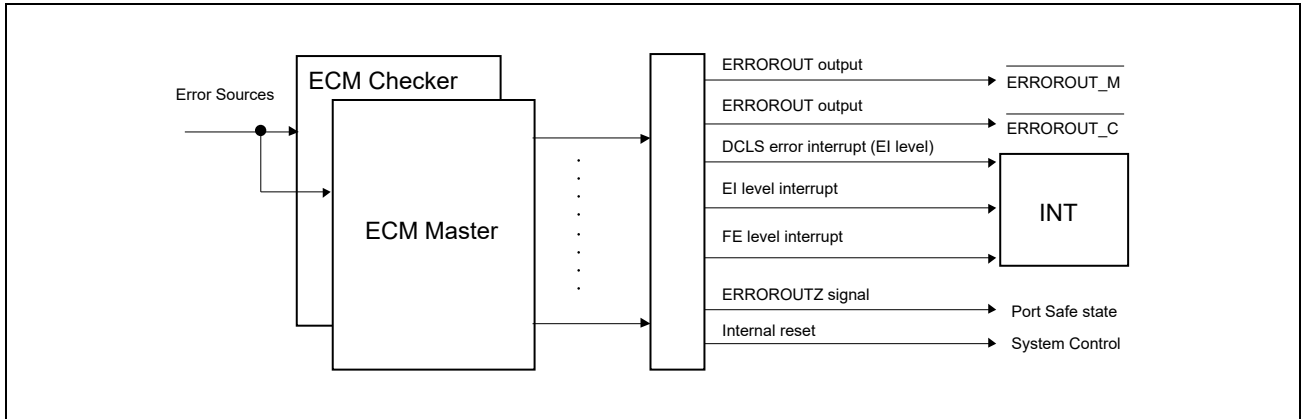 ECM Checker
Error Sources
ECM Master
ERROROUT output
ERROROUT_M
ERROROUT output
ERROROUT_C
DCLS error interrupt (EI level)
EI level interrupt
INT
FE level interrupt
ERROROUTZ signal
Port Safe state
Internal reset
System Control